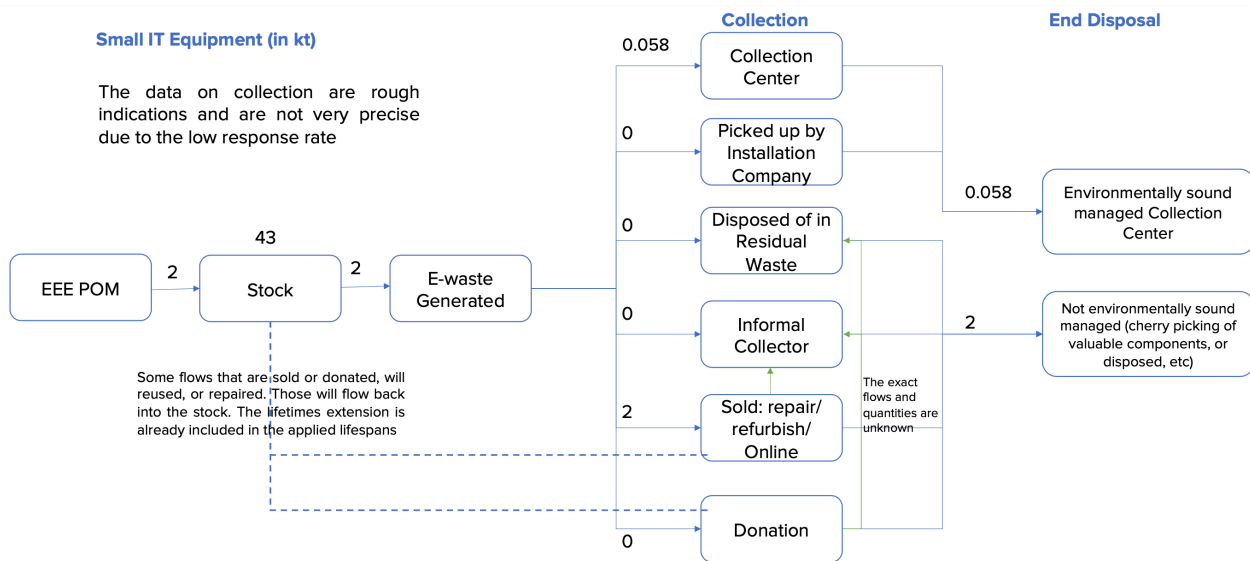 Collection
End Disposal
Small IT Equipment (in kt)
The data on collection are rough
indications and are not very precise
due to the low response rate
0.058
Collection
Center
0
Picked up by
Installation
Company
0.058
Environmentally sound
managed Collection
Center
0
Disposed of in
Residual
Waste
43
EEE POM
2
Stock
2
E-waste
Generated
0
Informal
Collector
2
Not environmentally sound
managed (cherry picking of
valuable components, or
disposed, etc)
Some flows that are sold or donated, will
reused, or repaired. Those will flow back
into the stock. The lifetimes extension is
already included in the applied lifespans
2
Sold: repair/
refurbish/
Online
The exact
flows and
quantities are
unknown
0
Donation